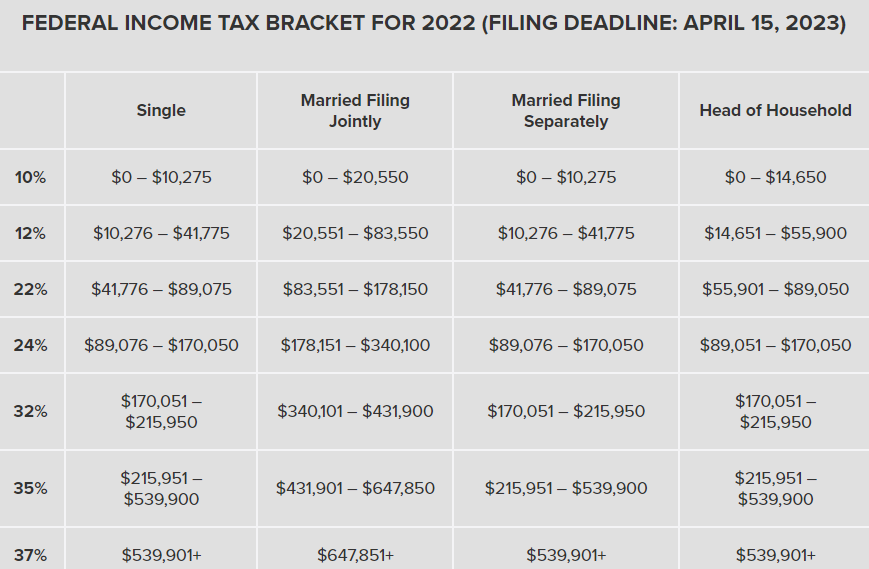 FEDERAL INCOME TAX BRACKET FOR 2022 (FILING DEADLINE: APRIL 15, 2023)
Single
Married Filing
Jointly
Married Filing
Separately
Head of Household
10%
$0 – $10,275
$0 – $20,550
$0 – $10,275
$0 – $14,650
12%
$10,276 – $41,775
$20,551 – $83,550
$10,276 – $41,775
$14,651 – $55,900
22%
$41,776 – $89,075
$83,551 – $178,150
$41,776 – $89,075
$55,901 – $89,050
24%
$89,076 – $170,050
$178,151 – $340,100
$89,076 – $170,050
$89,051 – $170,050
32%
$170,051 –
$215,950
$340,101 – $431,900
$170,051 – $215,950
$170,051 –
$215,950
35%
$215,951 –
$539,900
$431,901 – $647,850
$215,951 – $539,900
$215,951 –
$539,900
37%
$539,901+
$647,851+
$539,901+
$539,901+